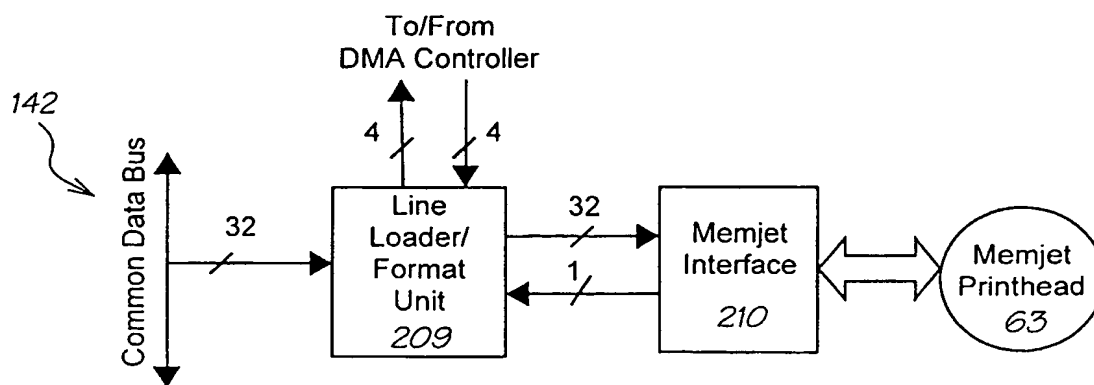 To/From
DMA Controller
142
4
4
Common Data Bus
32
Line
Loader/
Format
Unit
209
32
1
Memjet
Interface
210
Memjet
Printhead
63